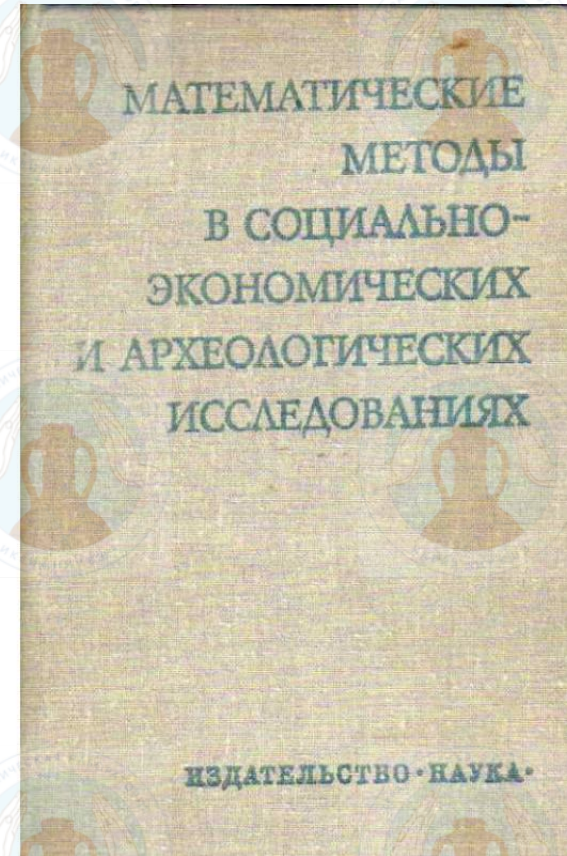 МАТЕМАТИЧЕСКИЕ
МЕТОДЫ
В СОЦИАЛЬНО-
ЭКОНОМИЧЕСКИХ
И АРХЕОЛОГИЧЕСКИХ
ИССЛЕДОВАНИЯХ
ИЗДАТЕЛЬСТВО·НАУКА·